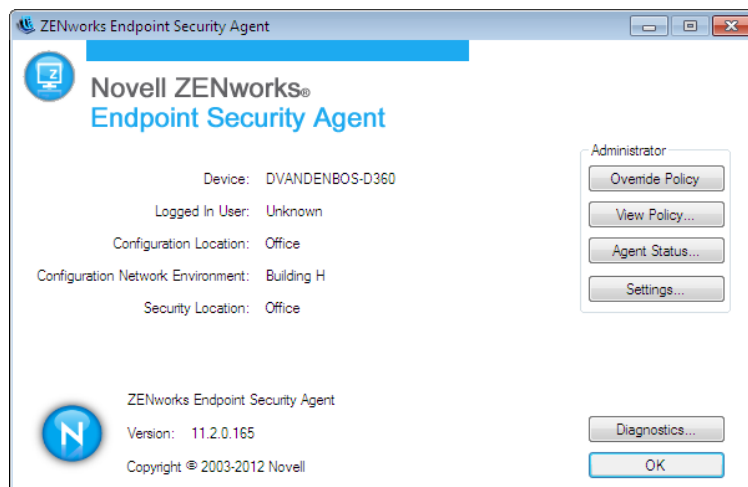 ZENworks Endpoint Security Agent
Z
Novell ZENworks®
Endpoint Security Agent
Administrator
Device: DVANDENBOS-D360
Override Policy
Logged In User: Unknown
View Policy...
Configuration Location: Office
Agent Status...
Configuration Network Environment: Building H
Settings...
Security Location: Office
ZENworks Endpoint Security Agent
N
Version: 11.2.0.165
Diagnostics...
Copyright © 2003-2012 Novell
OK